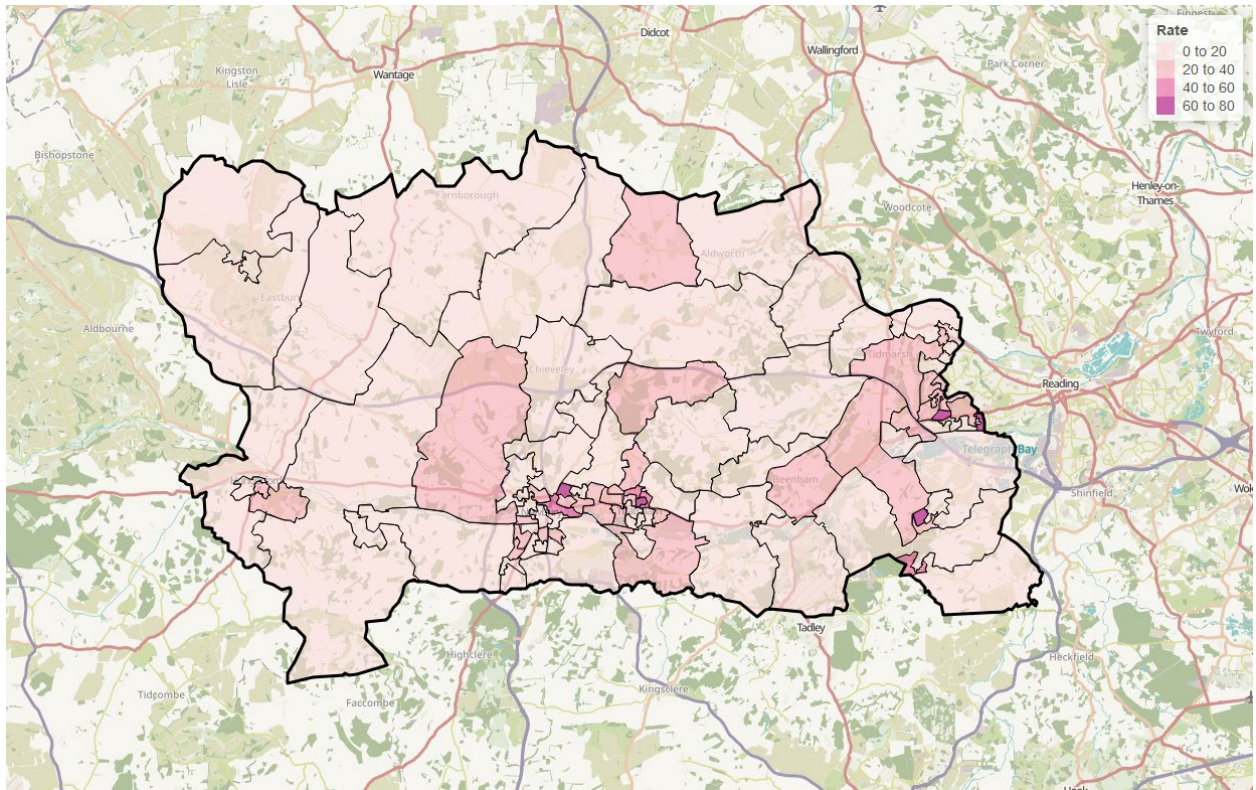 Finnest
Rate
0 to 20
20 to 40
40 to 60
60 to 80
Didcot
Wallingford
Park Corner
Kingston
Lisle
Wantage
Bishopstone
Henley-on-
Thames
Farnborough
Woodcote
Aldworth
Eastbury
Aldbourne
Twyford
Tidmarsh
Chieveley
Reading
Telegraph Bay
Beenham
Shinfield
Wok
Tadley
Highclere
Heckfield
Kingsclere
Tidcombe
Faccombe